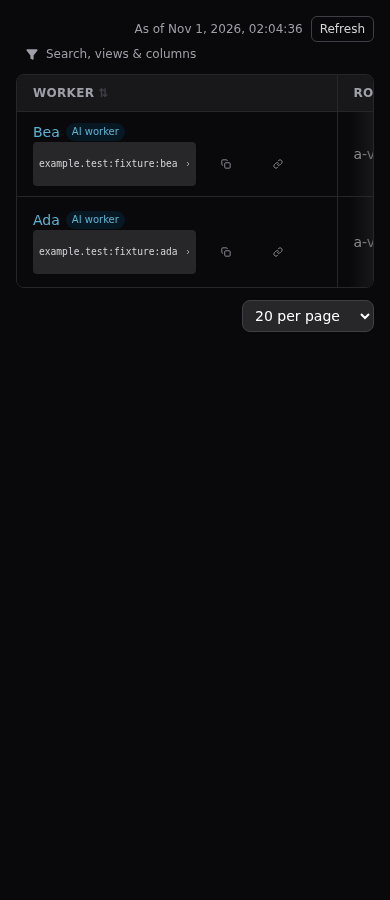 As of Nov 1, 2026, 02:04:36 Refresh
Search, views & columns
WORKER ⇅ RO
Bea AI worker
example.test:fixture:bea ›
a-v
Ada AI worker
example.test:fixture:ada ›
a-v
20 per page